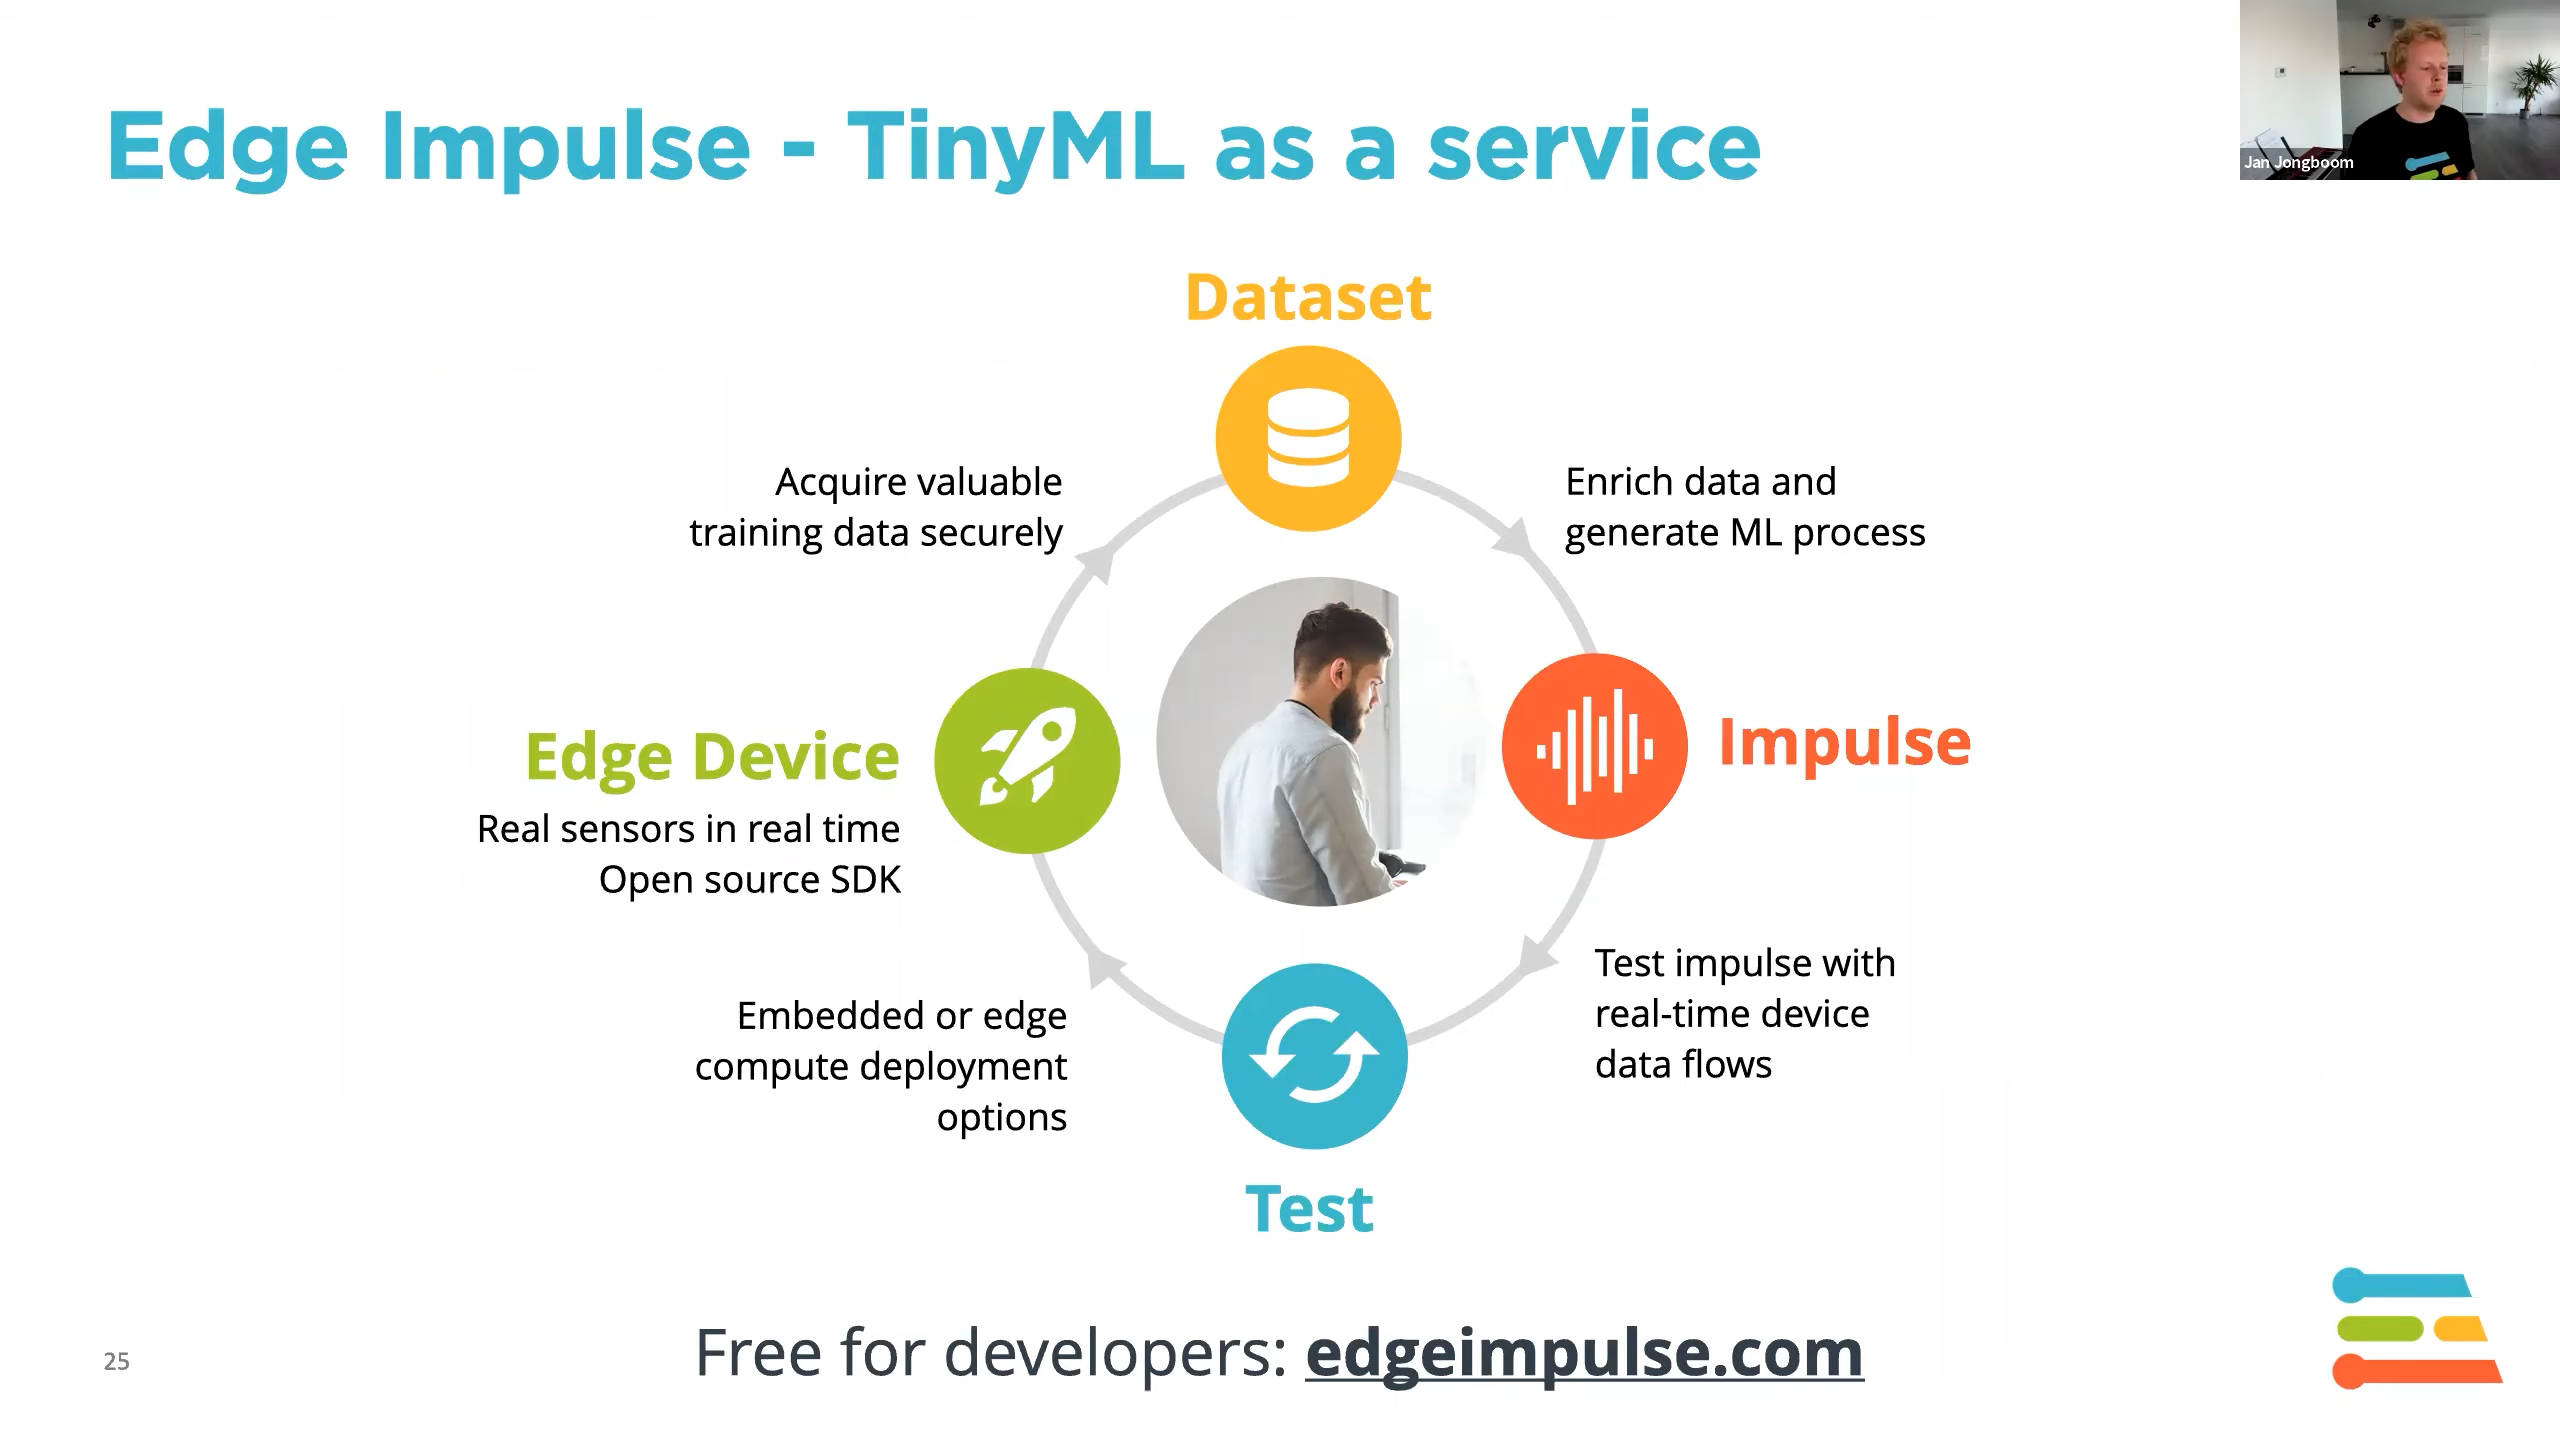 Edge Impulse - TinyML as a service
Jan Jongboom
Dataset
Acquire valuable
training data securely
Enrich data and
generate ML process
Edge Device
Real sensors in real time
Open source SDK
Impulse
Embedded or edge
compute deployment
options
Test impulse with
real-time device
data flows
Test
Free for developers: edgeimpulse.com
25